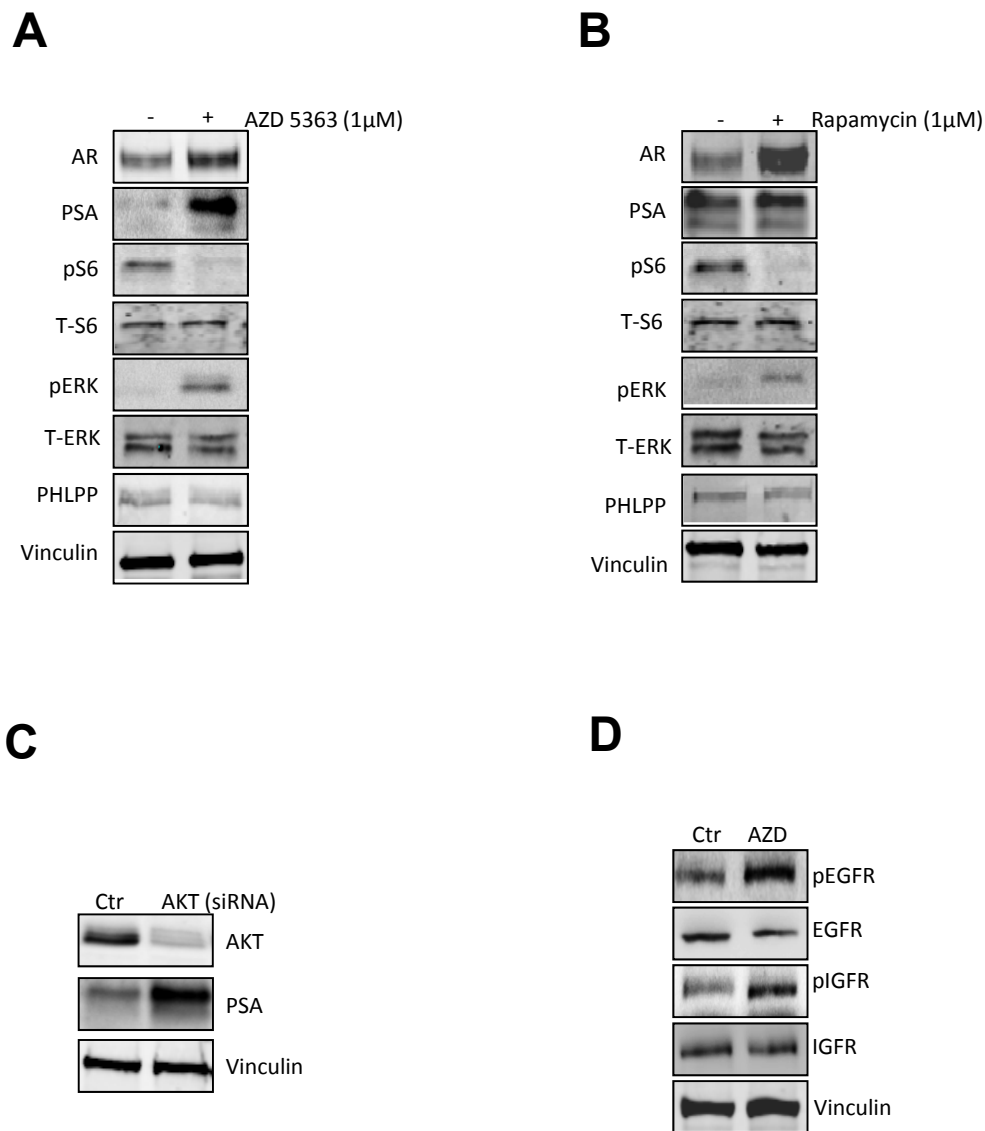 A
- + AZD 5363 (1μM)
AR
PSA
pS6
T-S6
pERK
T-ERK
PHLPP
Vinculin
B
- + Rapamycin (1μM)
AR
PSA
pS6
T-S6
pERK
T-ERK
PHLPP
Vinculin
C
Ctr AKT (siRNA)
AKT
PSA
Vinculin
D
Ctr AZD
pEGFR
EGFR
pIGFR
IGFR
Vinculin